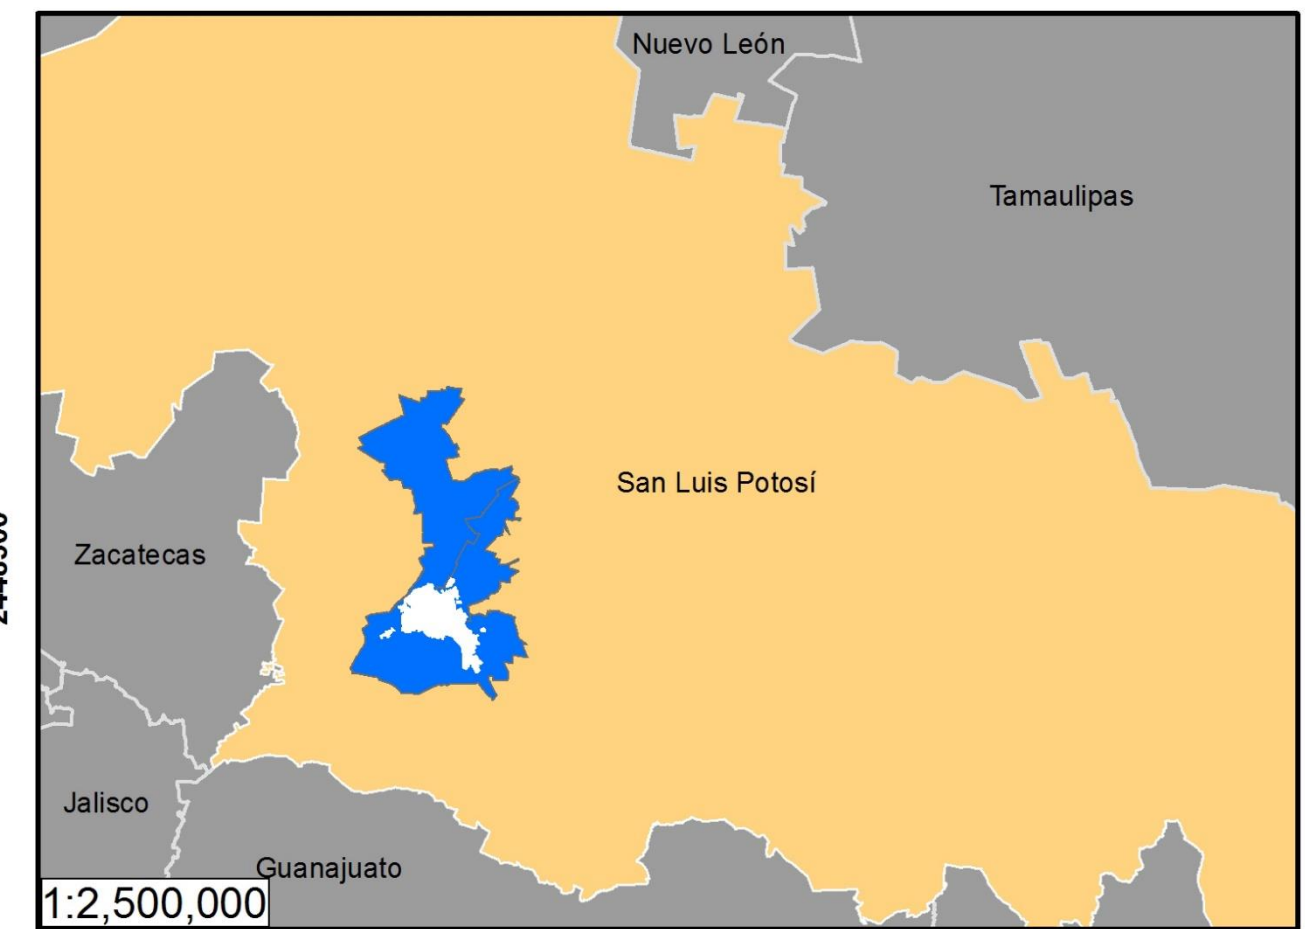 Nuevo León
Tamaulipas
San Luis Potosí
Zacatecas
Jalisco
Guanajuato
1:2,500,000